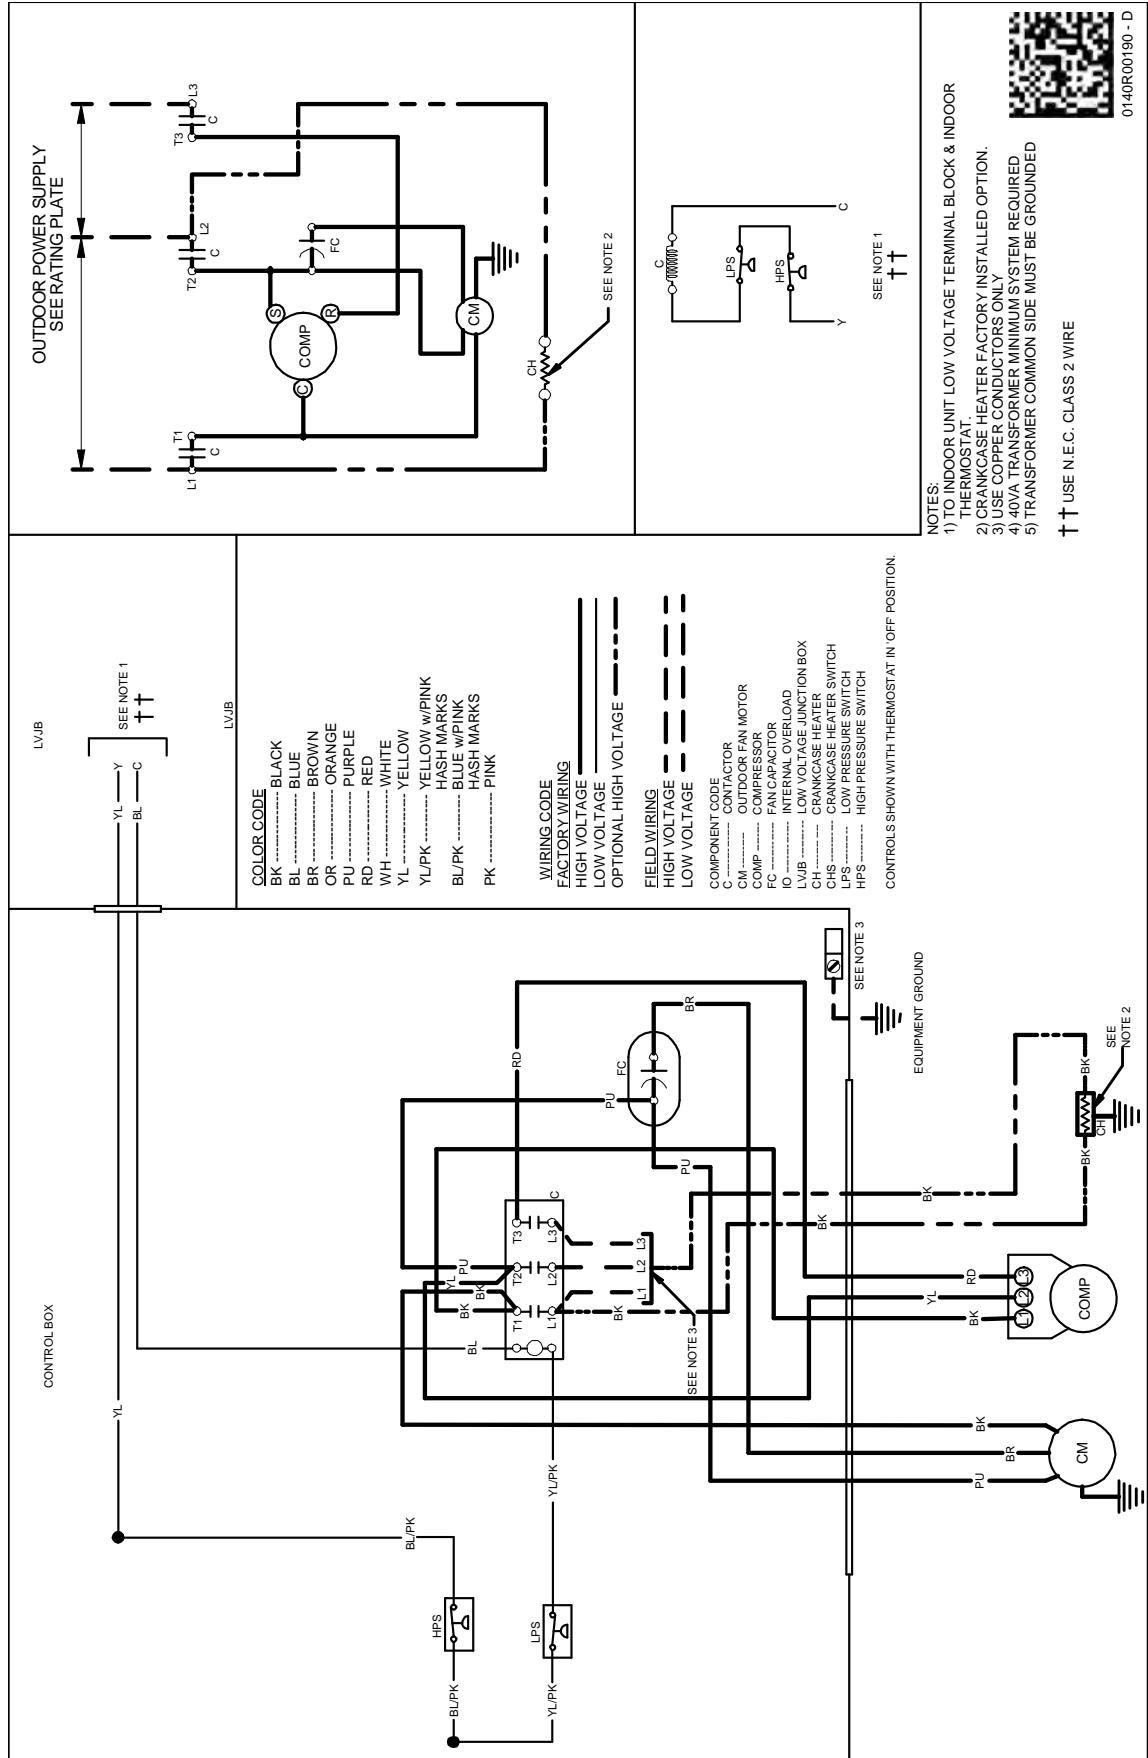 CONTROL BOX
YL
YL
Y
BL
C
SEE NOTE 1
††
LVJB
LVJB
BL/PK
HPS
BL/PK
LPS
YL/PK
YL/PK
BL
BK
BK
YL
PU
T1
T2
T3
L1
L2
L3
C
BK
L1
L2
L3
SEE NOTE 3
RD
PU
FC
BR
PU
SEE NOTE 3
EQUIPMENT GROUND
PU
BR
BK
CM
BK
YL
RD
L1
L2
L3
COMP
BK
BK
BK
CH
BK
SEE
NOTE 2
COLOR CODE
BK ---------- BLACK
BL ---------- BLUE
BR ---------- BROWN
OR ---------- ORANGE
PU ---------- PURPLE
RD ---------- RED
WH ---------- WHITE
YL ---------- YELLOW
YL/PK -------- YELLOW w/PINK
HASH MARKS
BL/PK -------- BLUE w/PINK
HASH MARKS
PK ---------- PINK
WIRING CODE
FACTORY WIRING
HIGH VOLTAGE
LOW VOLTAGE
OPTIONAL HIGH VOLTAGE
FIELD WIRING
HIGH VOLTAGE
LOW VOLTAGE
COMPONENT CODE
C ------------ CONTACTOR
CM --------- OUTDOOR FAN MOTOR
COMP ------ COMPRESSOR
FC ---------- FAN CAPACITOR
IO ----------- INTERNAL OVERLOAD
LVJB -------- LOW VOLTAGE JUNCTION BOX
CH ---------- CRANKCASE HEATER
CHS -------- CRANKCASE HEATER SWITCH
LPS --------- LOW PRESSURE SWITCH
HPS -------- HIGH PRESSURE SWITCH
CONTROLS SHOWN WITH THERMOSTAT IN 'OFF POSITION.
OUTDOOR POWER SUPPLY
SEE RATING PLATE
L1
T1
C
T2
L2
C
T3
L3
C
C
S
R
COMP
FC
CM
CH
SEE NOTE 2
C
LPS
HPS
Y
C
SEE NOTE 1
††
NOTES:
1) TO INDOOR UNIT LOW VOLTAGE TERMINAL BLOCK & INDOOR
THERMOSTAT.
2) CRANKCASE HEATER FACTORY INSTALLED OPTION.
3) USE COPPER CONDUCTORS ONLY
4) 40VA TRANSFORMER MINIMUM SYSTEM REQUIRED
5) TRANSFORMER COMMON SIDE MUST BE GROUNDED
†† USE N.E.C. CLASS 2 WIRE
0140R00190 - D